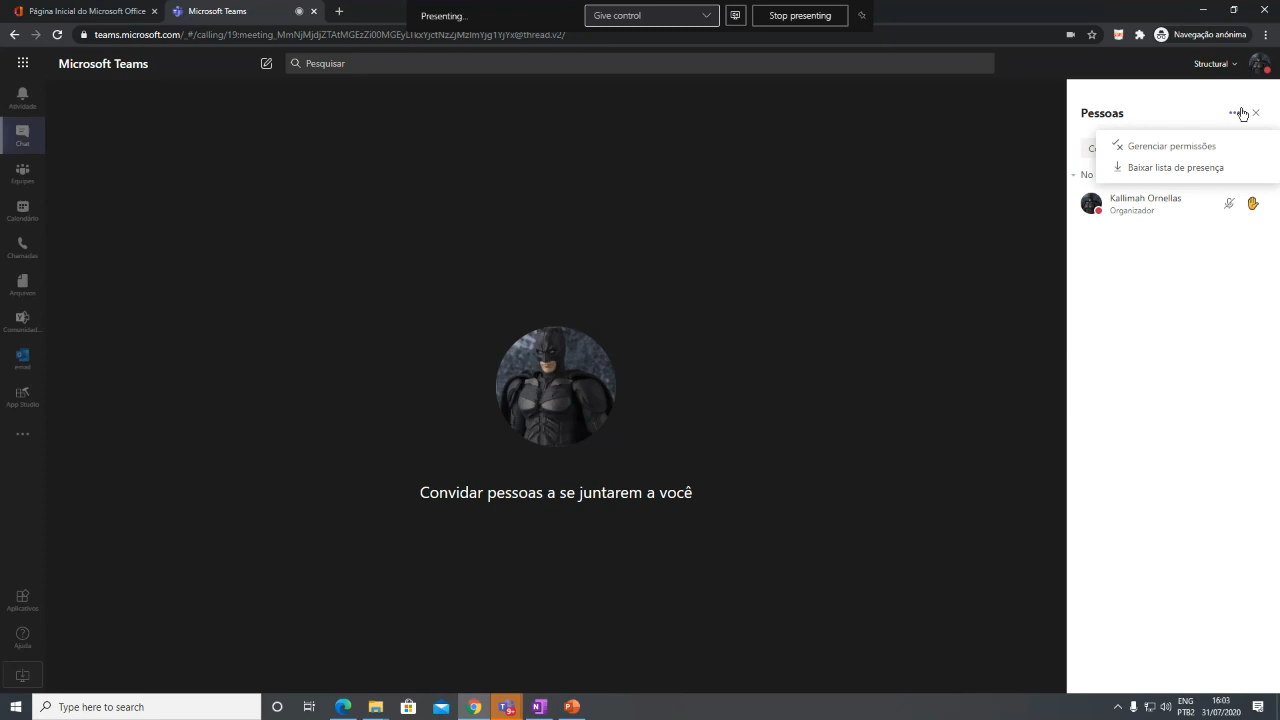 Página Inicial do Microsoft Office
Microsoft Teams
Presenting...
Give control
Stop presenting
Navegação anônima
Microsoft Teams
Pesquisar
Structural
Atividade
Chat
Equipes
Calendário
Chamadas
Arquivos
Comunidad...
email
App Studio
Aplicativos
Ajuda
Pessoas
Gerenciar permissões
Baixar lista de presença
No
Kallimah Ornellas
Organizador
Convidar pessoas a se juntarem a você
Type here to search
ENG
PTB2
16:03
31/07/2020